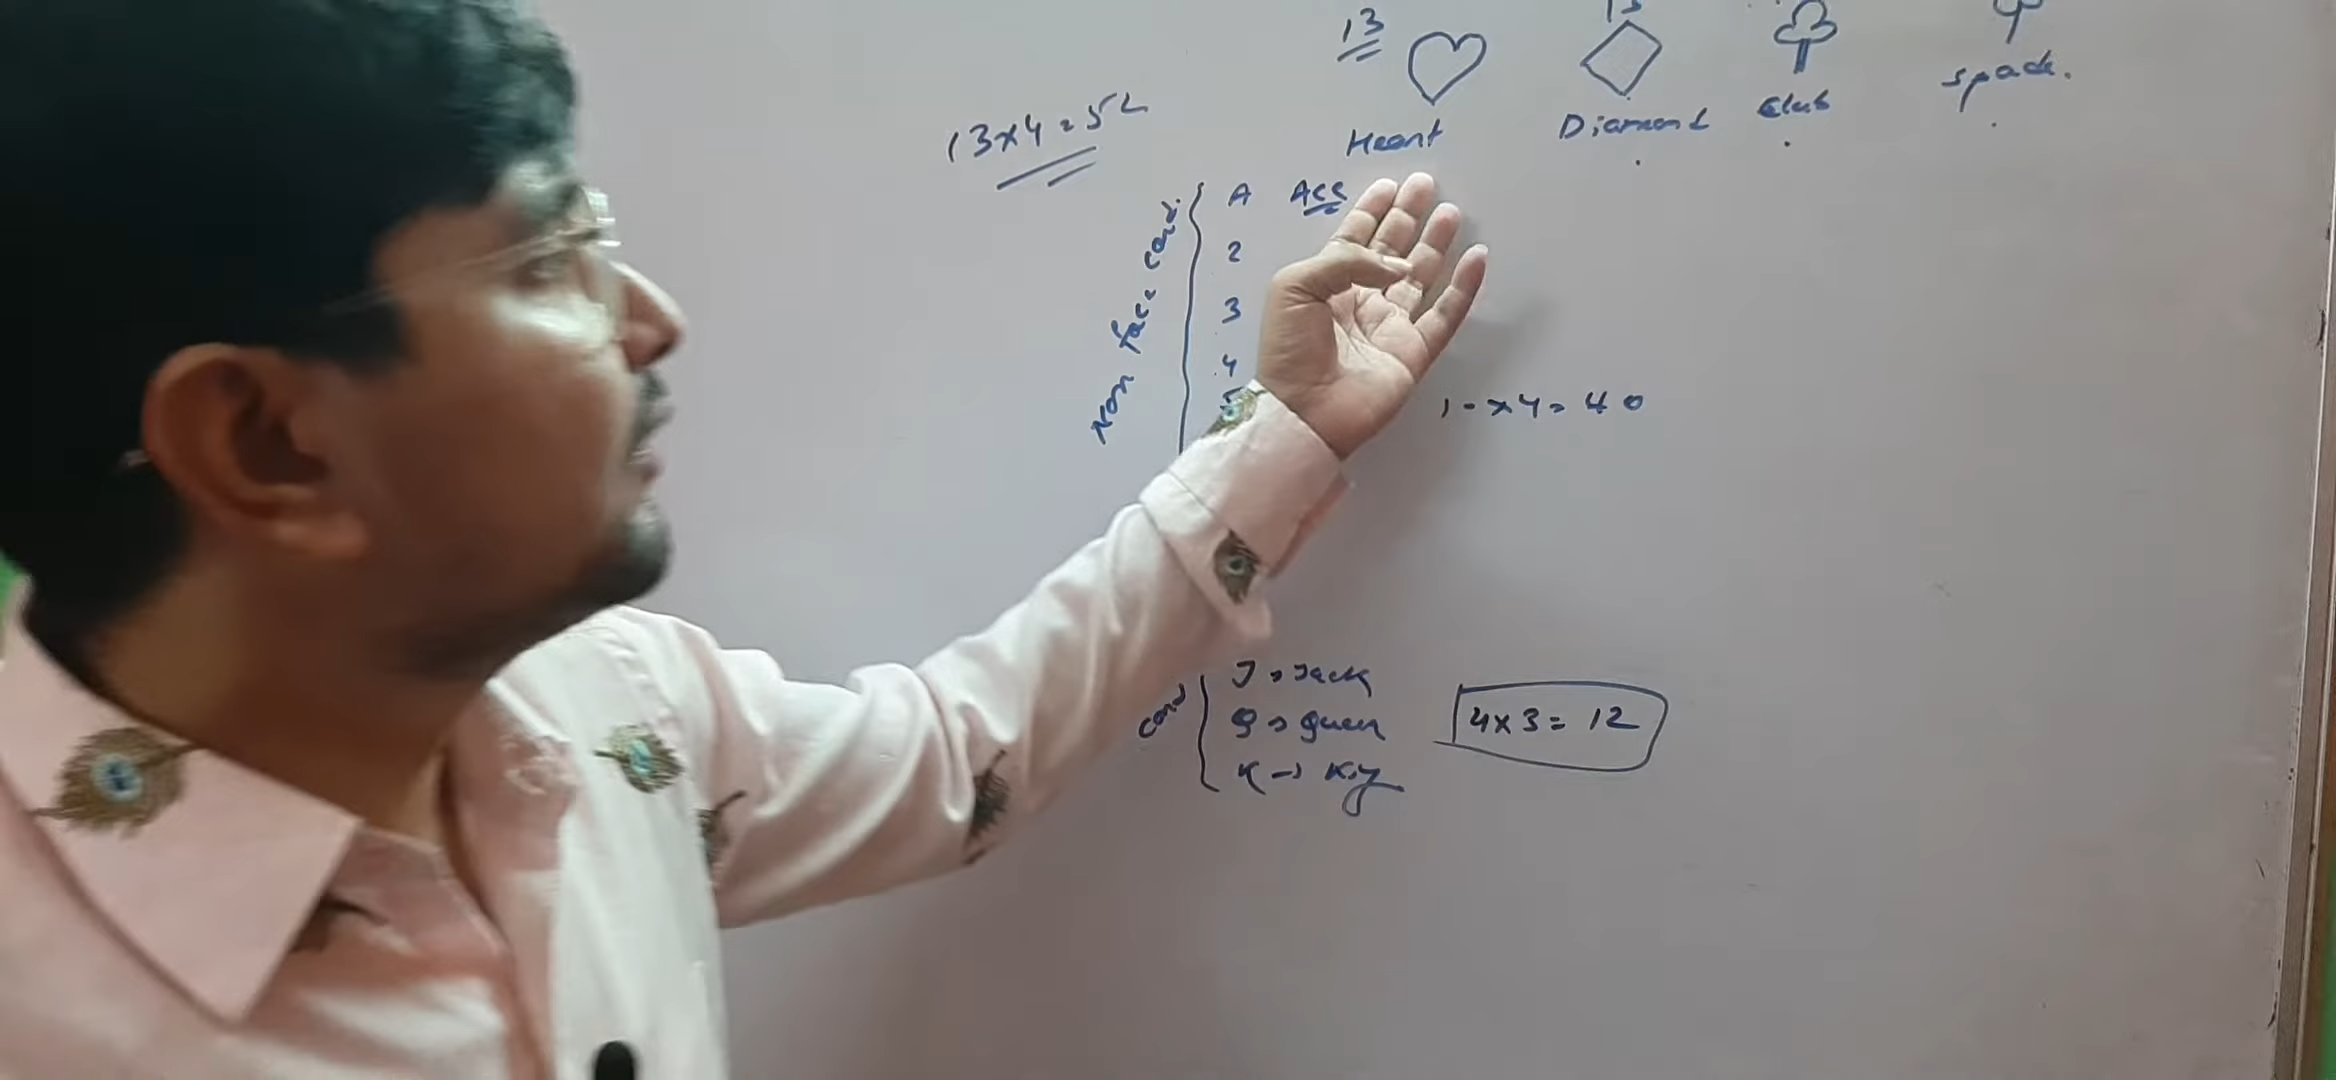 13
13
13x4=52
Heart
Diamond
Club
spade.
Non face card.
A Ace
2
3
4
5
10x4=40
card
J → Jack
Q → Queen
K → King
4x3=12